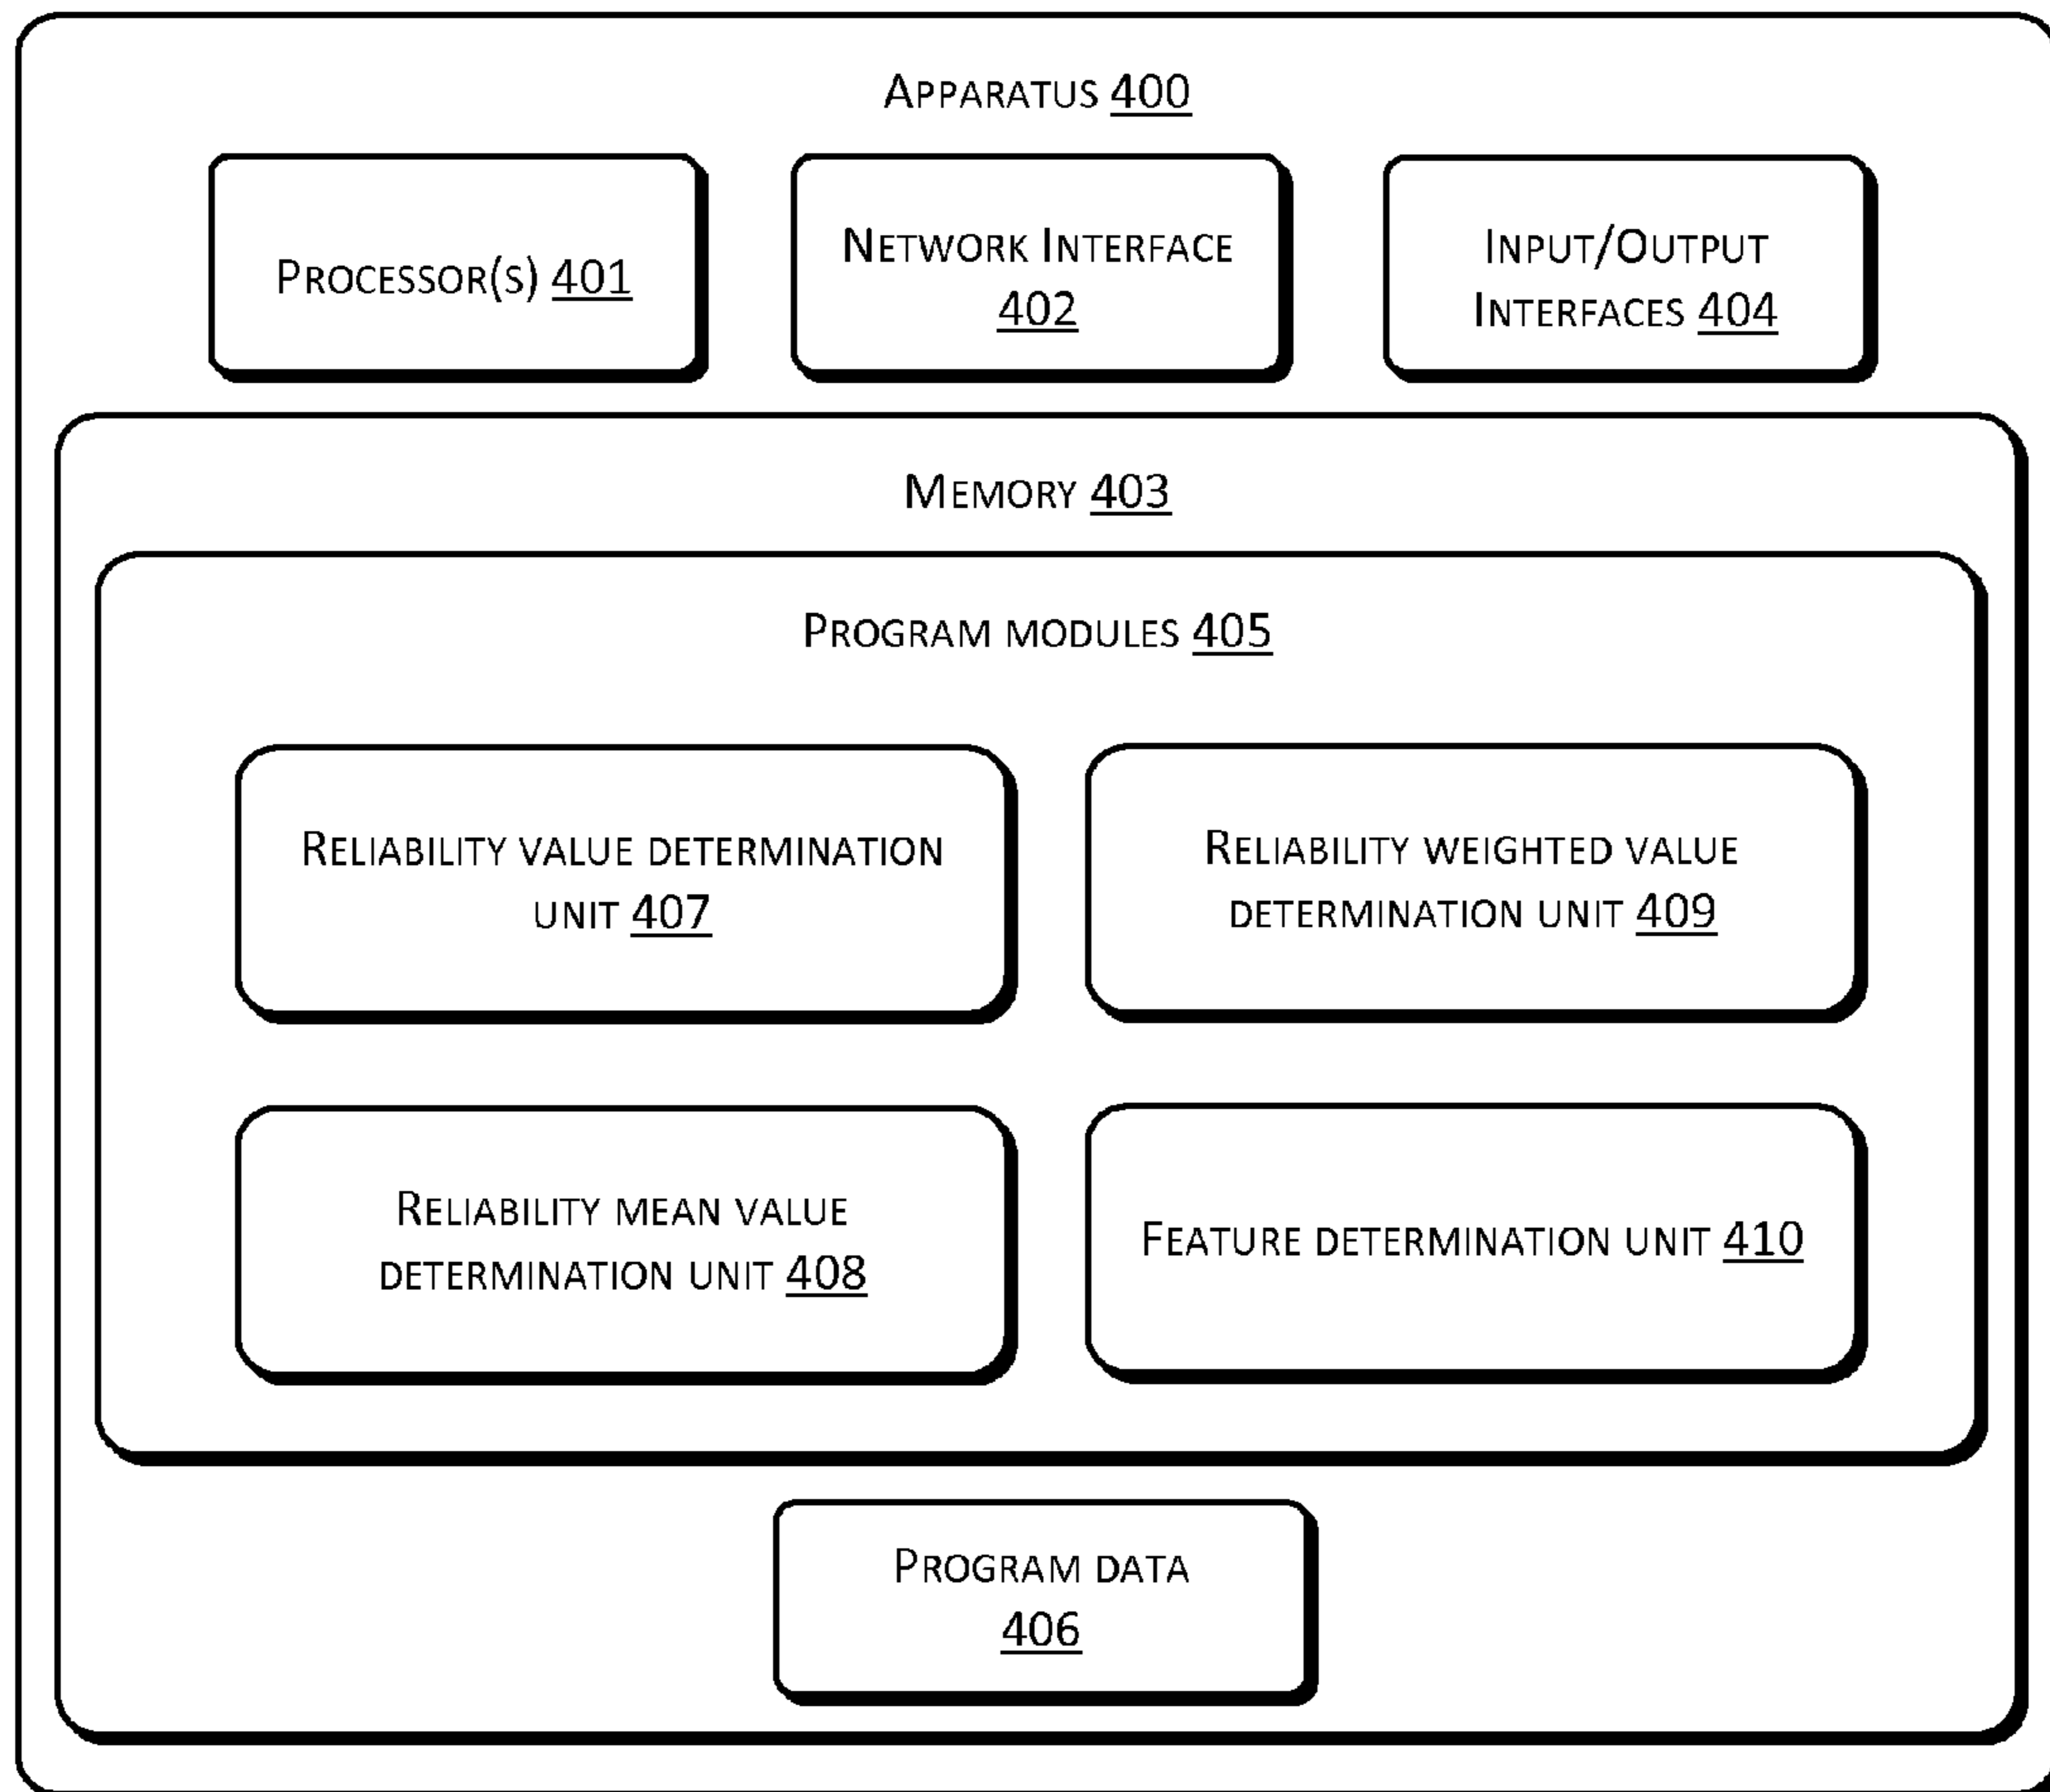 APPARATUS 400
PROCESSOR(S) 401
NETWORK INTERFACE
402
INPUT/OUTPUT
INTERFACES 404
MEMORY 403
PROGRAM MODULES 405
RELIABILITY VALUE DETERMINATION
UNIT 407
RELIABILITY WEIGHTED VALUE
DETERMINATION UNIT 409
RELIABILITY MEAN VALUE
DETERMINATION UNIT 408
FEATURE DETERMINATION UNIT 410
PROGRAM DATA
406